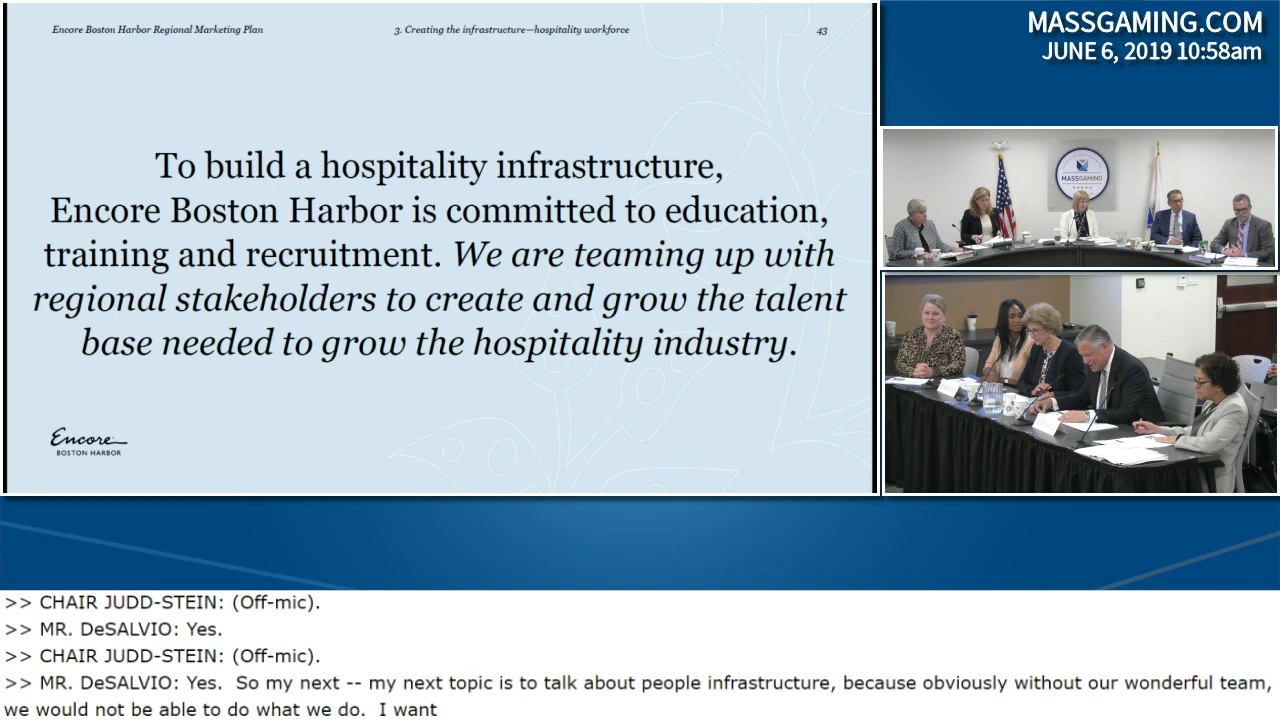 Encore Boston Harbor Regional Marketing Plan
3. Creating the infrastructure—hospitality workforce
43
To build a hospitality infrastructure,
Encore Boston Harbor is committed to education,
training and recruitment. We are teaming up with
regional stakeholders to create and grow the talent
base needed to grow the hospitality industry.
Encore
BOSTON HARBOR
MASSGAMING.COM
JUNE 6, 2019 10:58am
MASSGAMING
>> CHAIR JUDD-STEIN: (Off-mic).
>> MR. DeSALVIO: Yes.
>> CHAIR JUDD-STEIN: (Off-mic).
>> MR. DeSALVIO: Yes.  So my next -- my next topic is to talk about people infrastructure, because obviously without our wonderful team,
we would not be able to do what we do.  I want